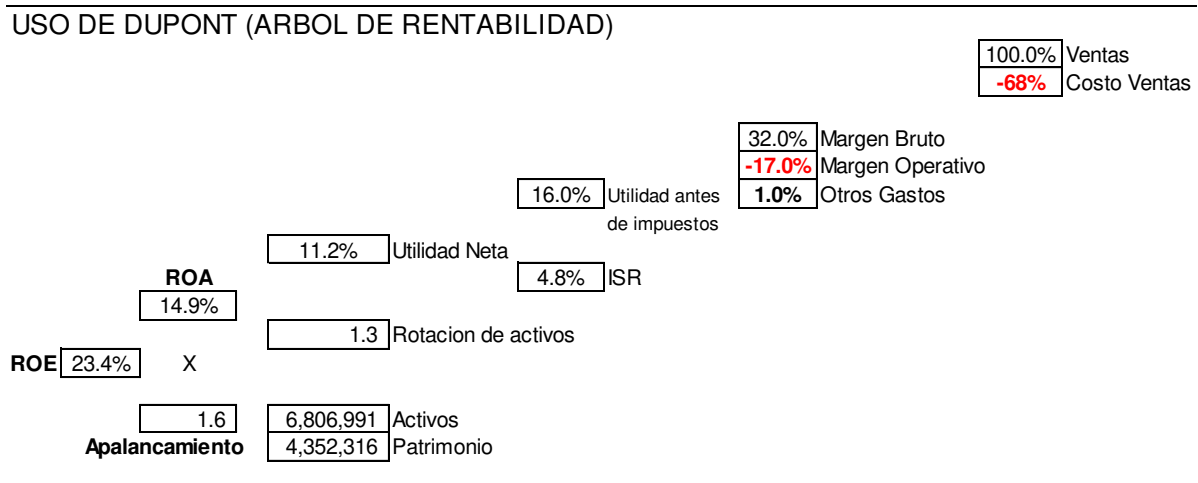 USO DE DUPONT (ARBOL DE RENTABILIDAD)
100.0% Ventas
-68% Costo Ventas
32.0% Margen Bruto
-17.0% Margen Operativo
16.0% Utilidad antes 1.0% Otros Gastos
de impuestos
11.2% Utilidad Neta
ROA 4.8% ISR
14.9%
1.3 Rotacion de activos
ROE 23.4% X
1.6 6,806,991 Activos
Apalancamiento 4,352,316 Patrimonio